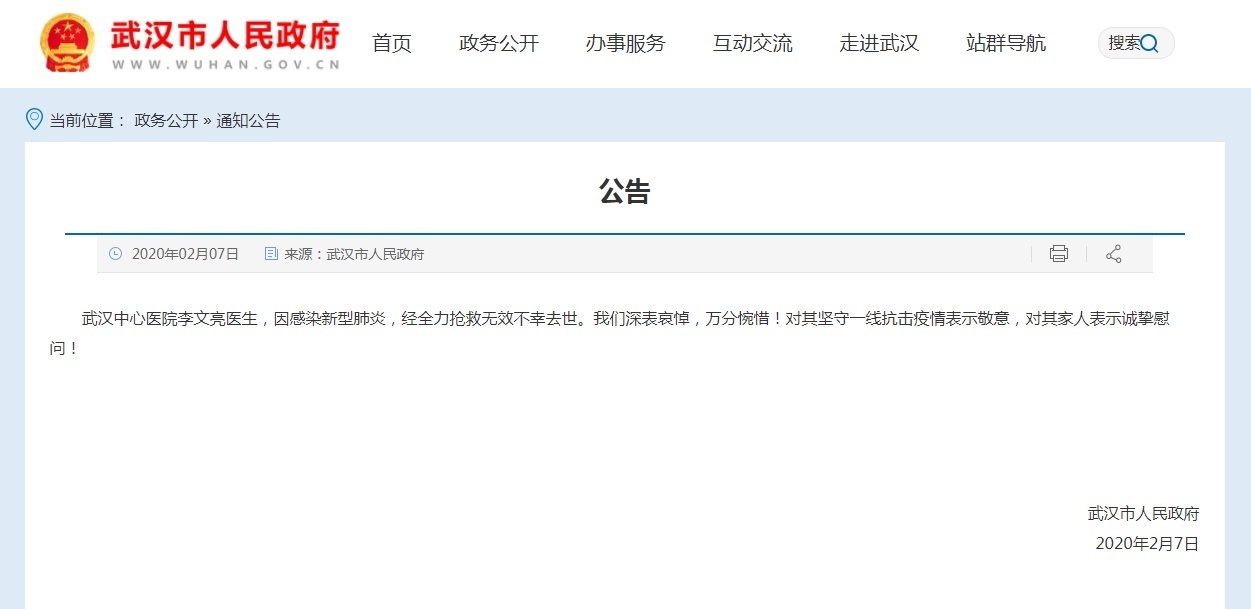 武汉市人民政府
WWW.WUHAN.GOV.CN
首页 政务公开 办事服务 互动交流 走进武汉 站群导航 搜索
当前位置： 政务公开 » 通知公告
公告
2020年02月07日 来源：武汉市人民政府
武汉中心医院李文亮医生，因感染新型肺炎，经全力抢救无效不幸去世。我们深表哀悼，万分惋惜！对其坚守一线抗击疫情表示敬意，对其家人表示诚挚慰
问！
武汉市人民政府
2020年2月7日